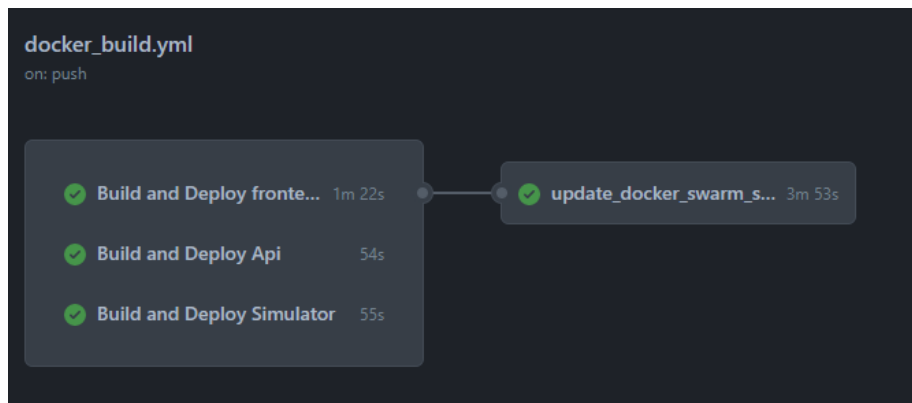 docker_build.yml
on: push
Build and Deploy fronte... 1m 22s
Build and Deploy Api 54s
Build and Deploy Simulator 55s
update_docker_swarm_s... 3m 53s